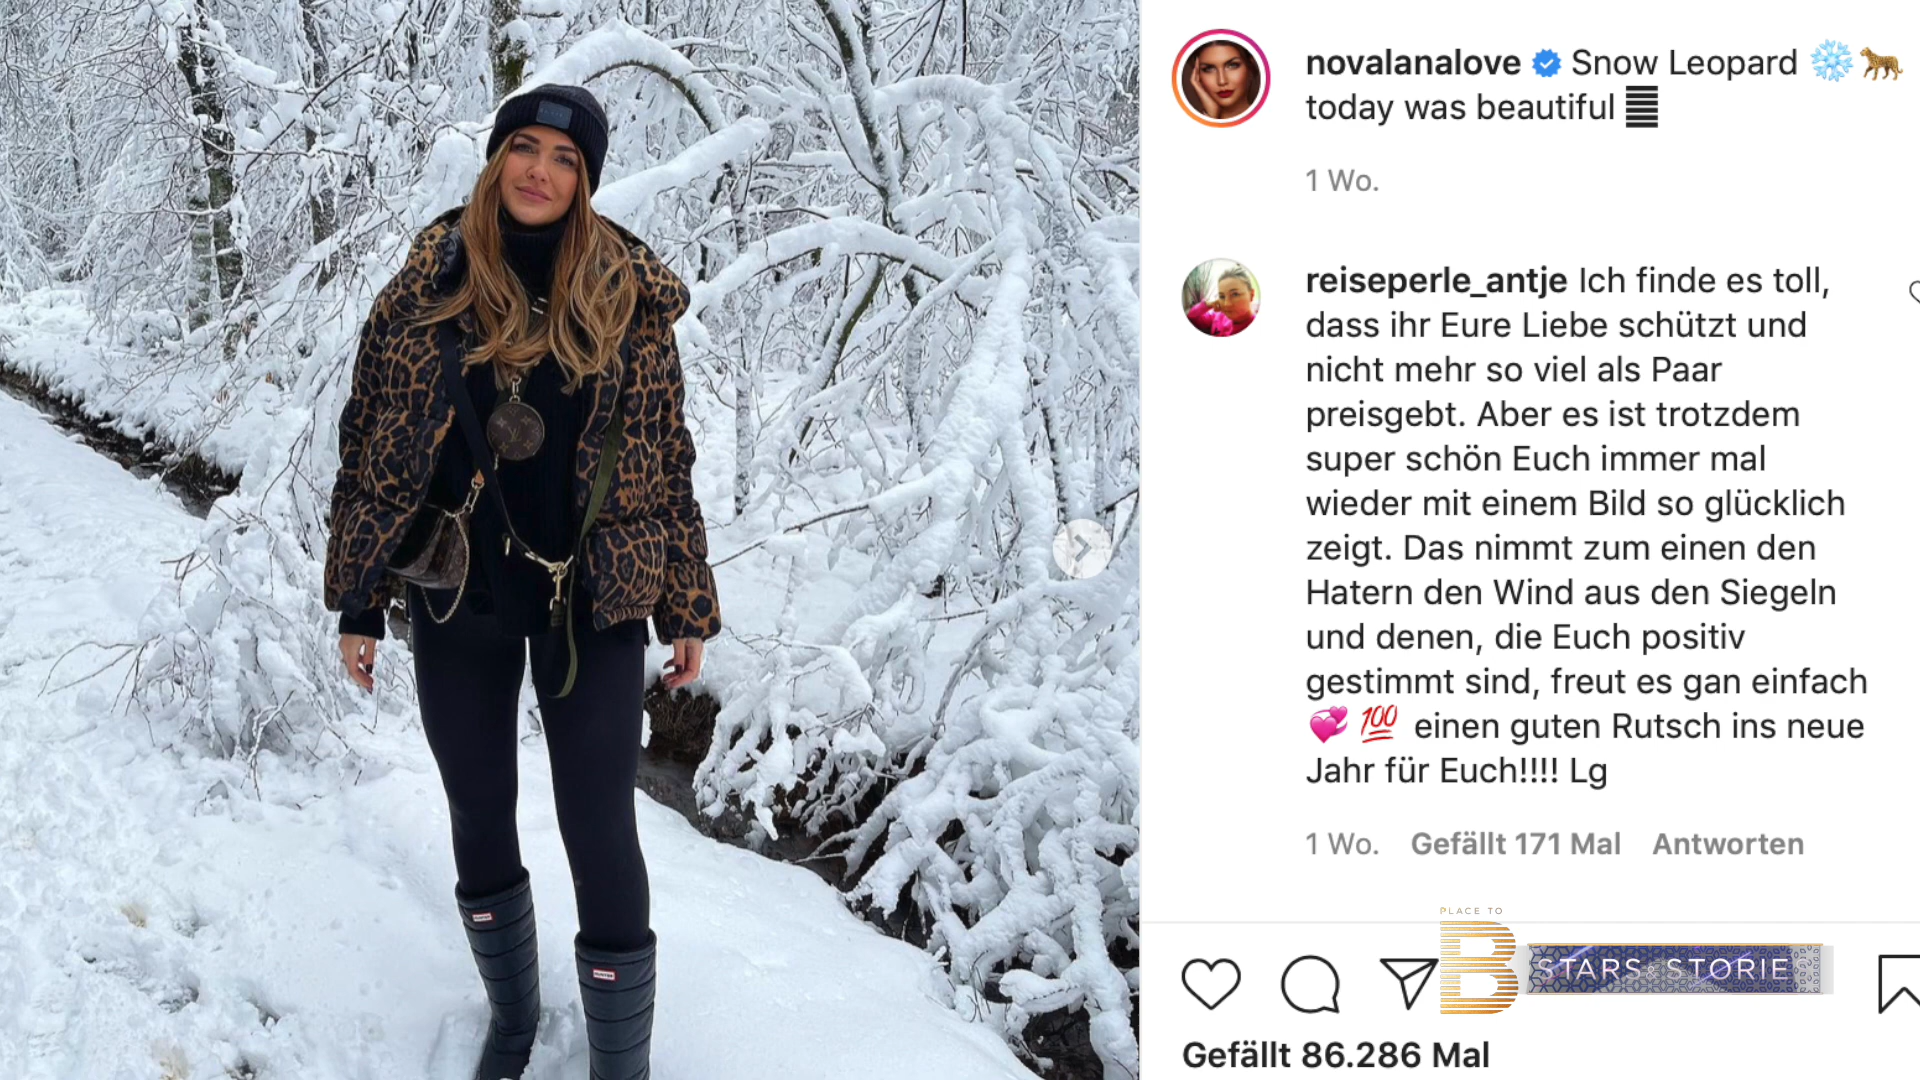 novalanalove Snow Leopard ❄️🐆
today was beautiful
1 Wo.
reiseperle_antje Ich finde es toll,
dass ihr Eure Liebe schützt und
nicht mehr so viel als Paar
preisgebt. Aber es ist trotzdem
super schön Euch immer mal
wieder mit einem Bild so glücklich
zeigt. Das nimmt zum einen den
Hatern den Wind aus den Siegeln
und denen, die Euch positiv
gestimmt sind, freut es gan einfach
💞 💯 einen guten Rutsch ins neue
Jahr für Euch!!!! Lg
1 Wo. Gefällt 171 Mal Antworten
PLACE TO
B STARS & STORIE
Gefällt 86.286 Mal
HUNTER
HUNTER